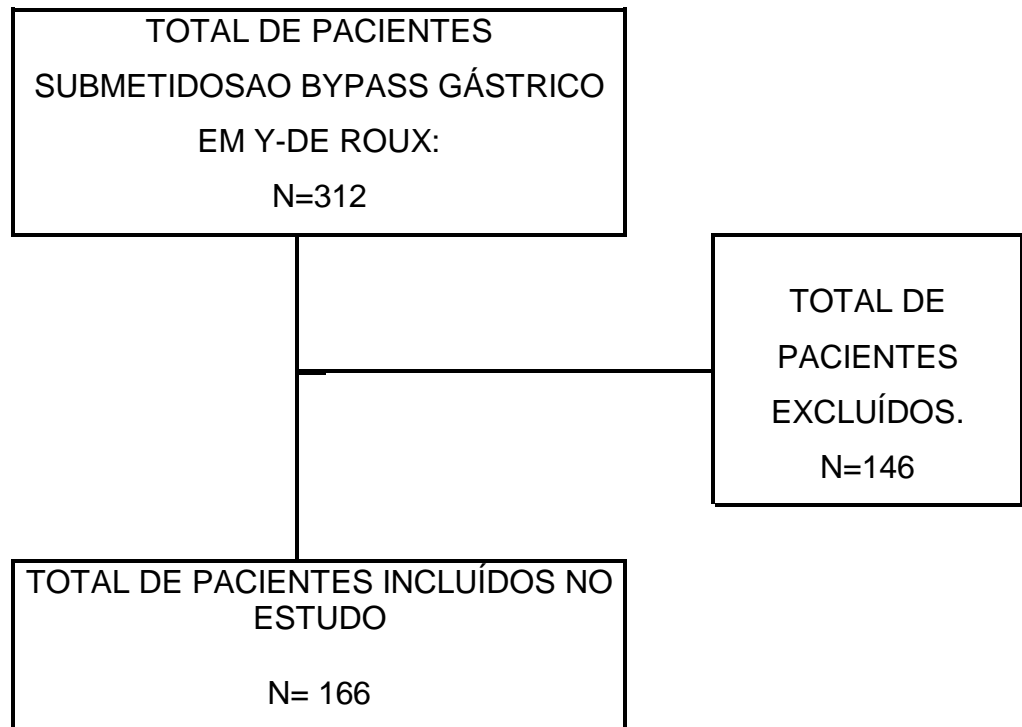 TOTAL DE PACIENTES
SUBMETIDOSAO BYPASS GÁSTRICO
EM Y-DE ROUX:
N=312
TOTAL DE
PACIENTES
EXCLUÍDOS.
N=146
TOTAL DE PACIENTES INCLUÍDOS NO
ESTUDO
N= 166